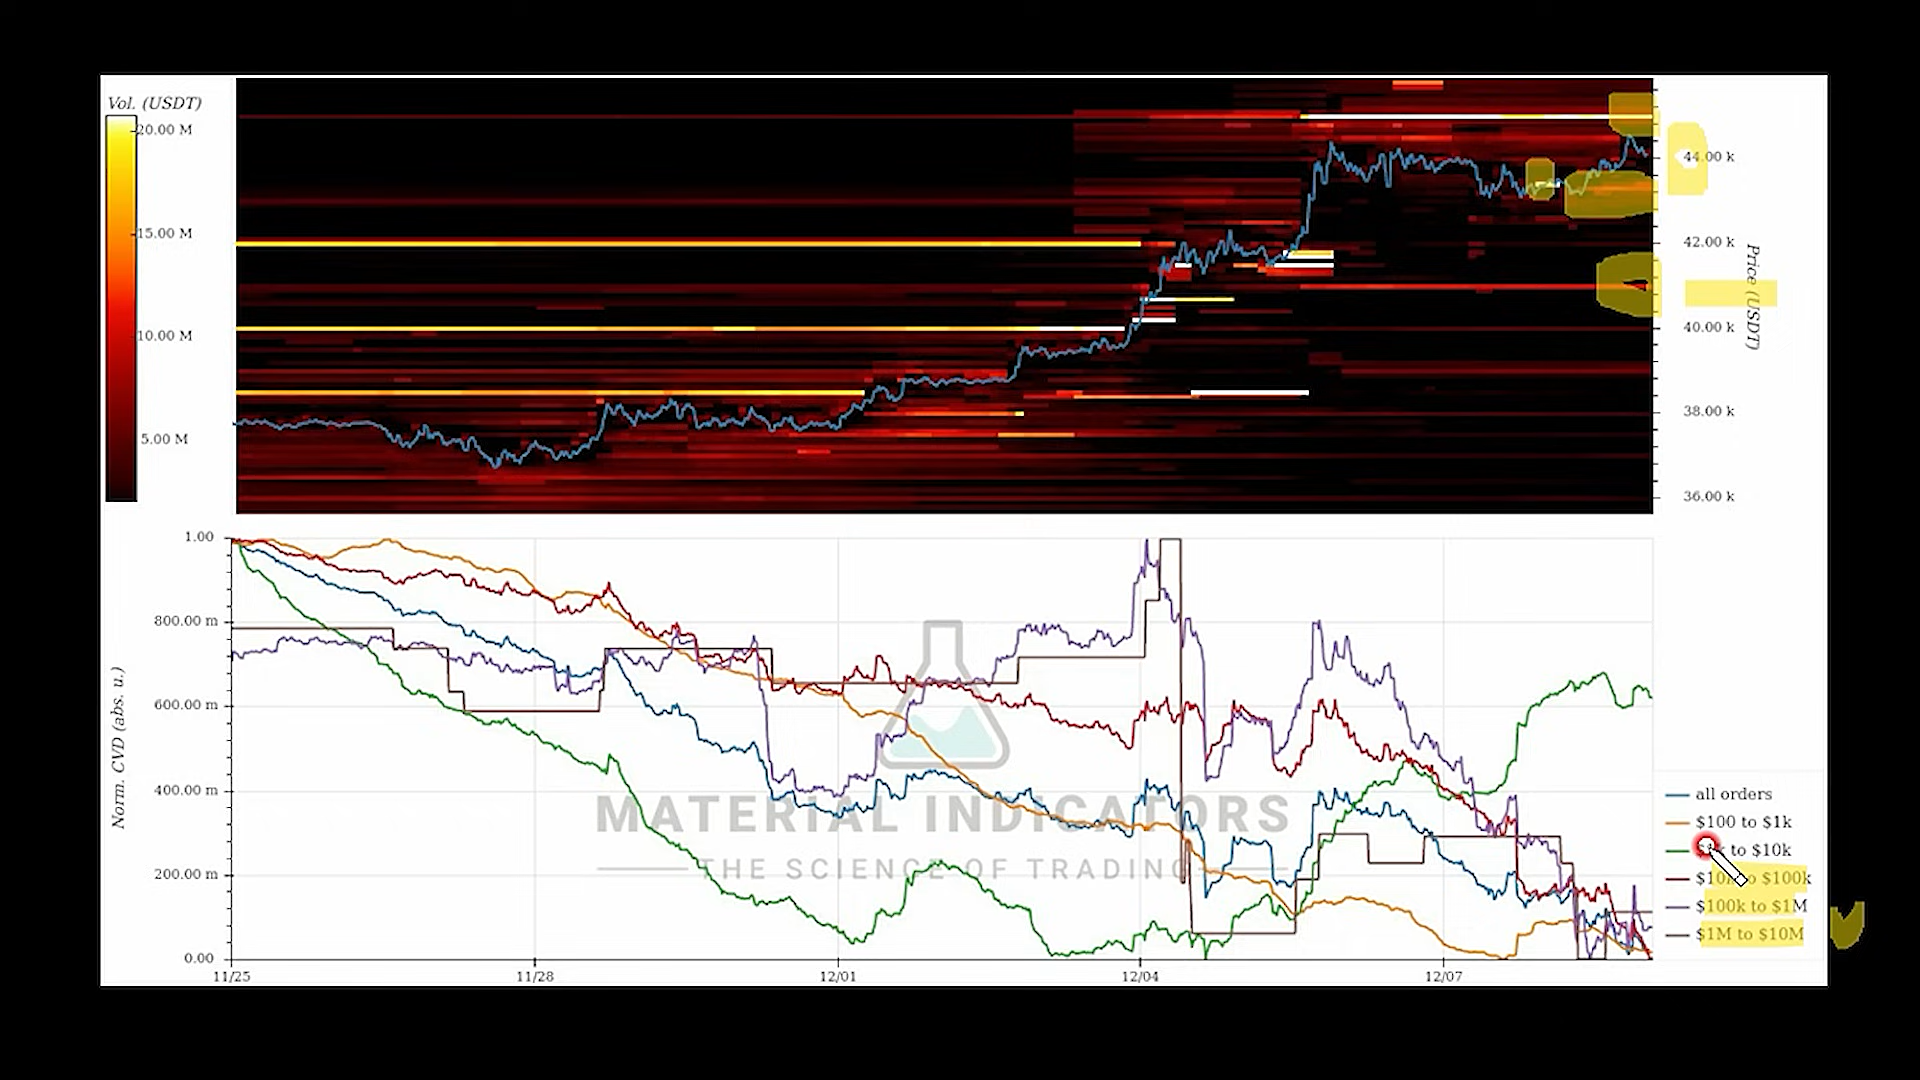 Vol. (USDT)
20.00 M
15.00 M
10.00 M
5.00 M
44.00 k
42.00 k
40.00 k
38.00 k
36.00 k
Price (USDT)
1.00
800.00 m
600.00 m
400.00 m
200.00 m
0.00
Norm. CVD (abs. u.)
11/25
11/28
12/01
12/04
12/07
MATERIAL INDICATORS
THE SCIENCE OF TRADING
all orders
$100 to $1k
$1k to $10k
$10k to $100k
$100k to $1M
$1M to $10M